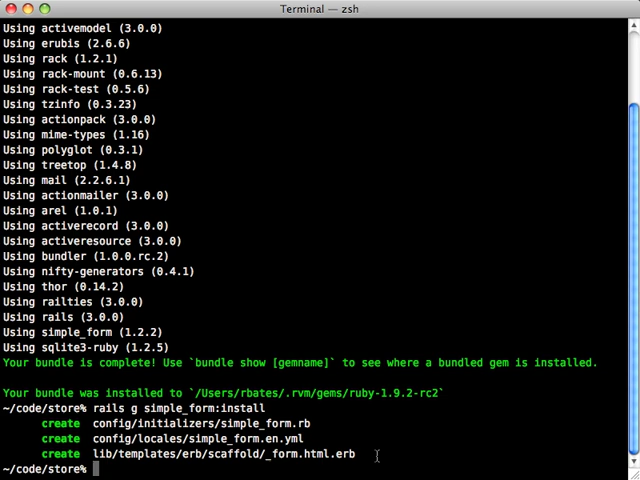 Terminal — zsh
Using activemodel (3.0.0)
Using erubis (2.6.6)
Using rack (1.2.1)
Using rack-mount (0.6.13)
Using rack-test (0.5.6)
Using tzinfo (0.3.23)
Using actionpack (3.0.0)
Using mime-types (1.16)
Using polyglot (0.3.1)
Using treetop (1.4.8)
Using mail (2.2.6.1)
Using actionmailer (3.0.0)
Using arel (1.0.1)
Using activerecord (3.0.0)
Using activeresource (3.0.0)
Using bundler (1.0.0.rc.2)
Using nifty-generators (0.4.1)
Using thor (0.14.2)
Using railties (3.0.0)
Using rails (3.0.0)
Using simple_form (1.2.2)
Using sqlite3-ruby (1.2.5)
Your bundle is complete! Use `bundle show [gemname]` to see where a bundled gem is installed.
Your bundle was installed to `/Users/rbates/.rvm/gems/ruby-1.9.2-rc2`
~/code/store% rails g simple_form:install
create config/initializers/simple_form.rb
create config/locales/simple_form.en.yml
create lib/templates/erb/scaffold/_form.html.erb
~/code/store%